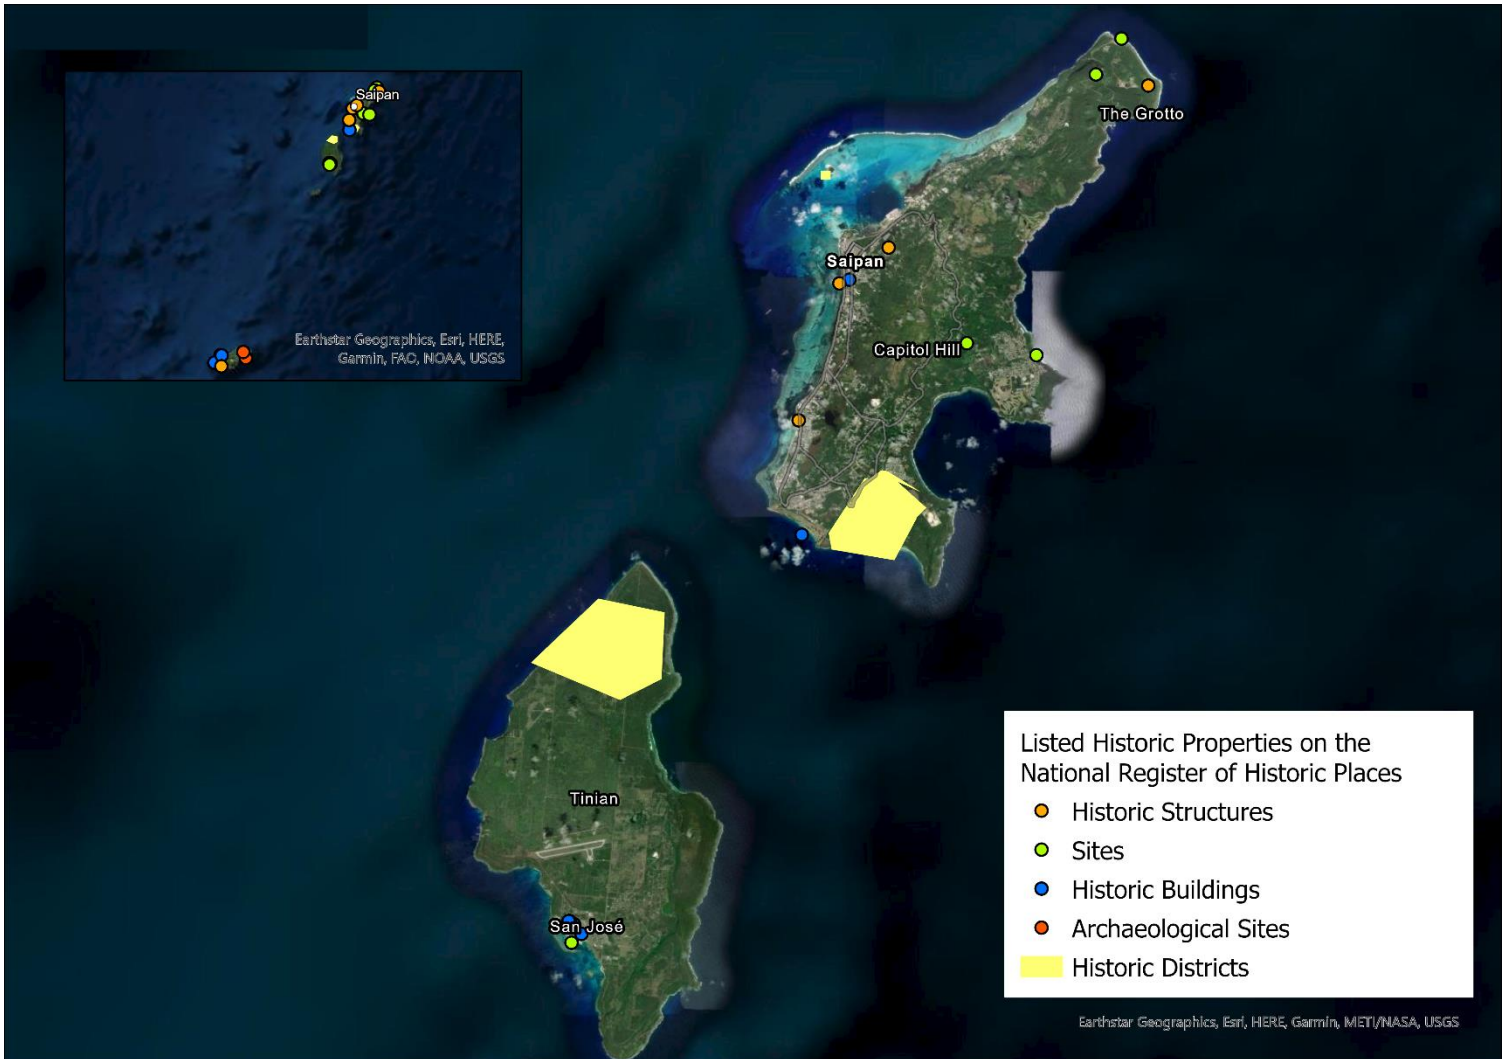 Saipan
Earthstar Geographics, Esri, HERE,
Garmin, FAO, NOAA, USGS
The Grotto
Saipan
Capitol Hill
Tinian
San José
Listed Historic Properties on the
National Register of Historic Places
Historic Structures
Sites
Historic Buildings
Archaeological Sites
Historic Districts
Earthstar Geographics, Esri, HERE, Garmin, METI/NASA, USGS